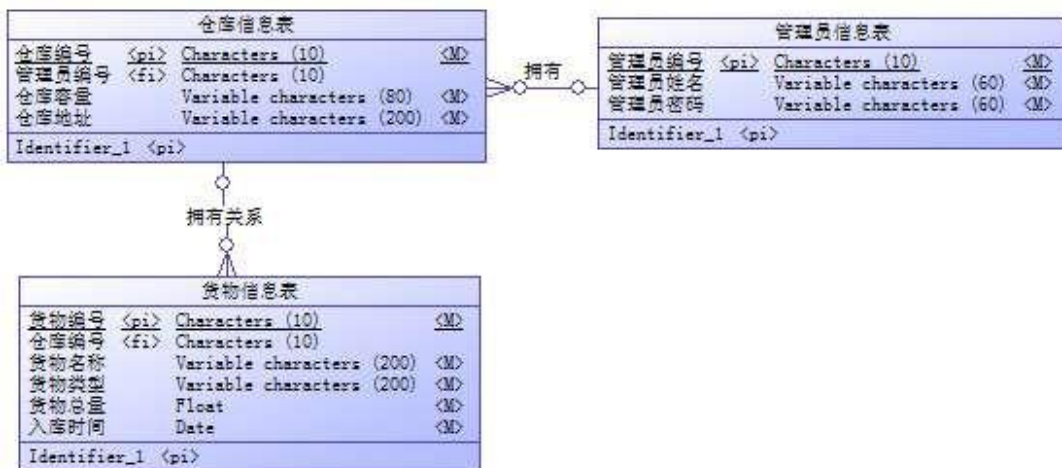 仓库信息表
仓库编号 <pi> Characters (10) <M>
管理员编号 <fi> Characters (10)
仓库容量 Variable characters (80) <M>
仓库地址 Variable characters (200) <M>
Identifier_1 <pi>
拥有
管理员信息表
管理员编号 <pi> Characters (10) <M>
管理员姓名 Variable characters (60) <M>
管理员密码 Variable characters (60) <M>
Identifier_1 <pi>
拥有关系
货物信息表
货物编号 <pi> Characters (10) <M>
仓库编号 <fi> Characters (10)
货物名称 Variable characters (200) <M>
货物类型 Variable characters (200) <M>
货物总量 Float <M>
入库时间 Date <M>
Identifier_1 <pi>